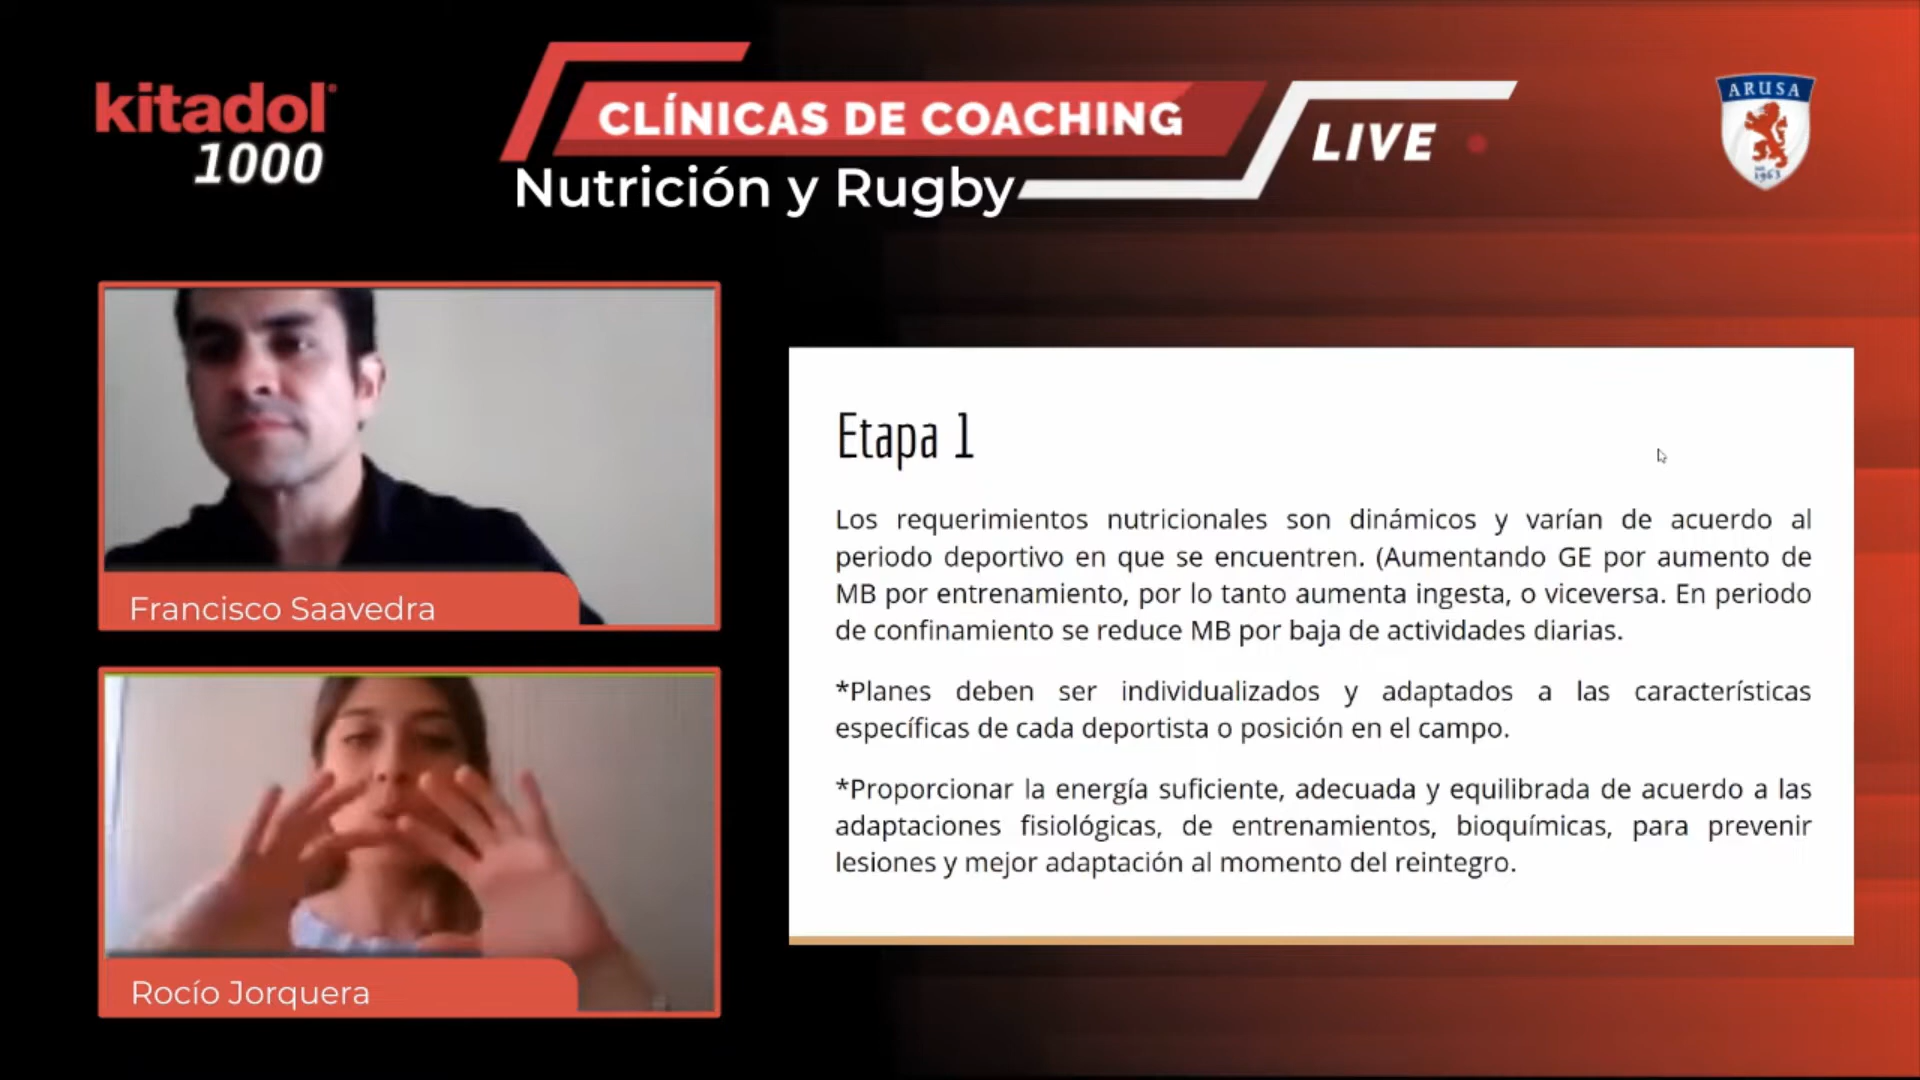 kitadol
1000
CLÍNICAS DE COACHING
LIVE
Nutrición y Rugby
ARUSA
1963
Francisco Saavedra
Rocío Jorquera
Etapa 1
Los requerimientos nutricionales son dinámicos y varían de acuerdo al
periodo deportivo en que se encuentren. (Aumentando GE por aumento de
MB por entrenamiento, por lo tanto aumenta ingesta, o viceversa. En periodo
de confinamiento se reduce MB por baja de actividades diarias.
*Planes deben ser individualizados y adaptados a las características
específicas de cada deportista o posición en el campo.
*Proporcionar la energía suficiente, adecuada y equilibrada de acuerdo a las
adaptaciones fisiológicas, de entrenamientos, bioquímicas, para prevenir
lesiones y mejor adaptación al momento del reintegro.